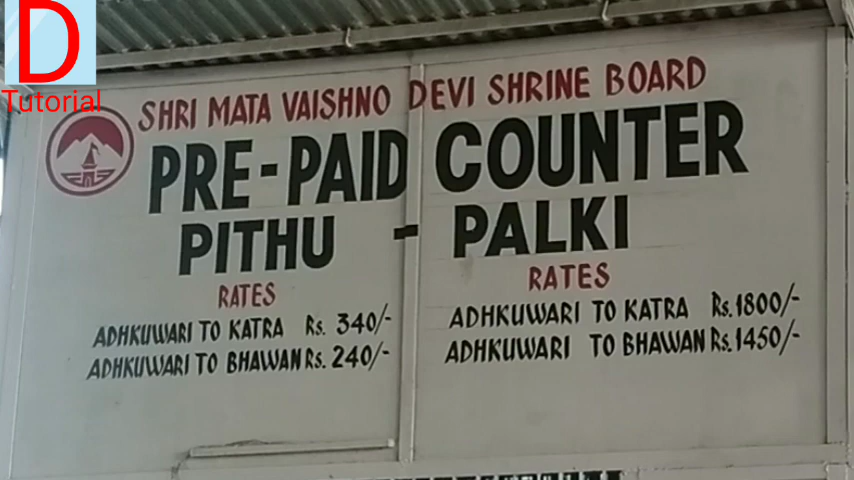 D
Tutorial
SHRI MATA VAISHNO DEVI SHRINE BOARD
PRE-PAID COUNTER
PITHU - PALKI
RATES
ADHKUWARI TO KATRA Rs. 340/-
ADHKUWARI TO BHAWAN Rs. 240/-
RATES
ADHKUWARI TO KATRA Rs. 1800/-
ADHKUWARI TO BHAWAN Rs. 1450/-